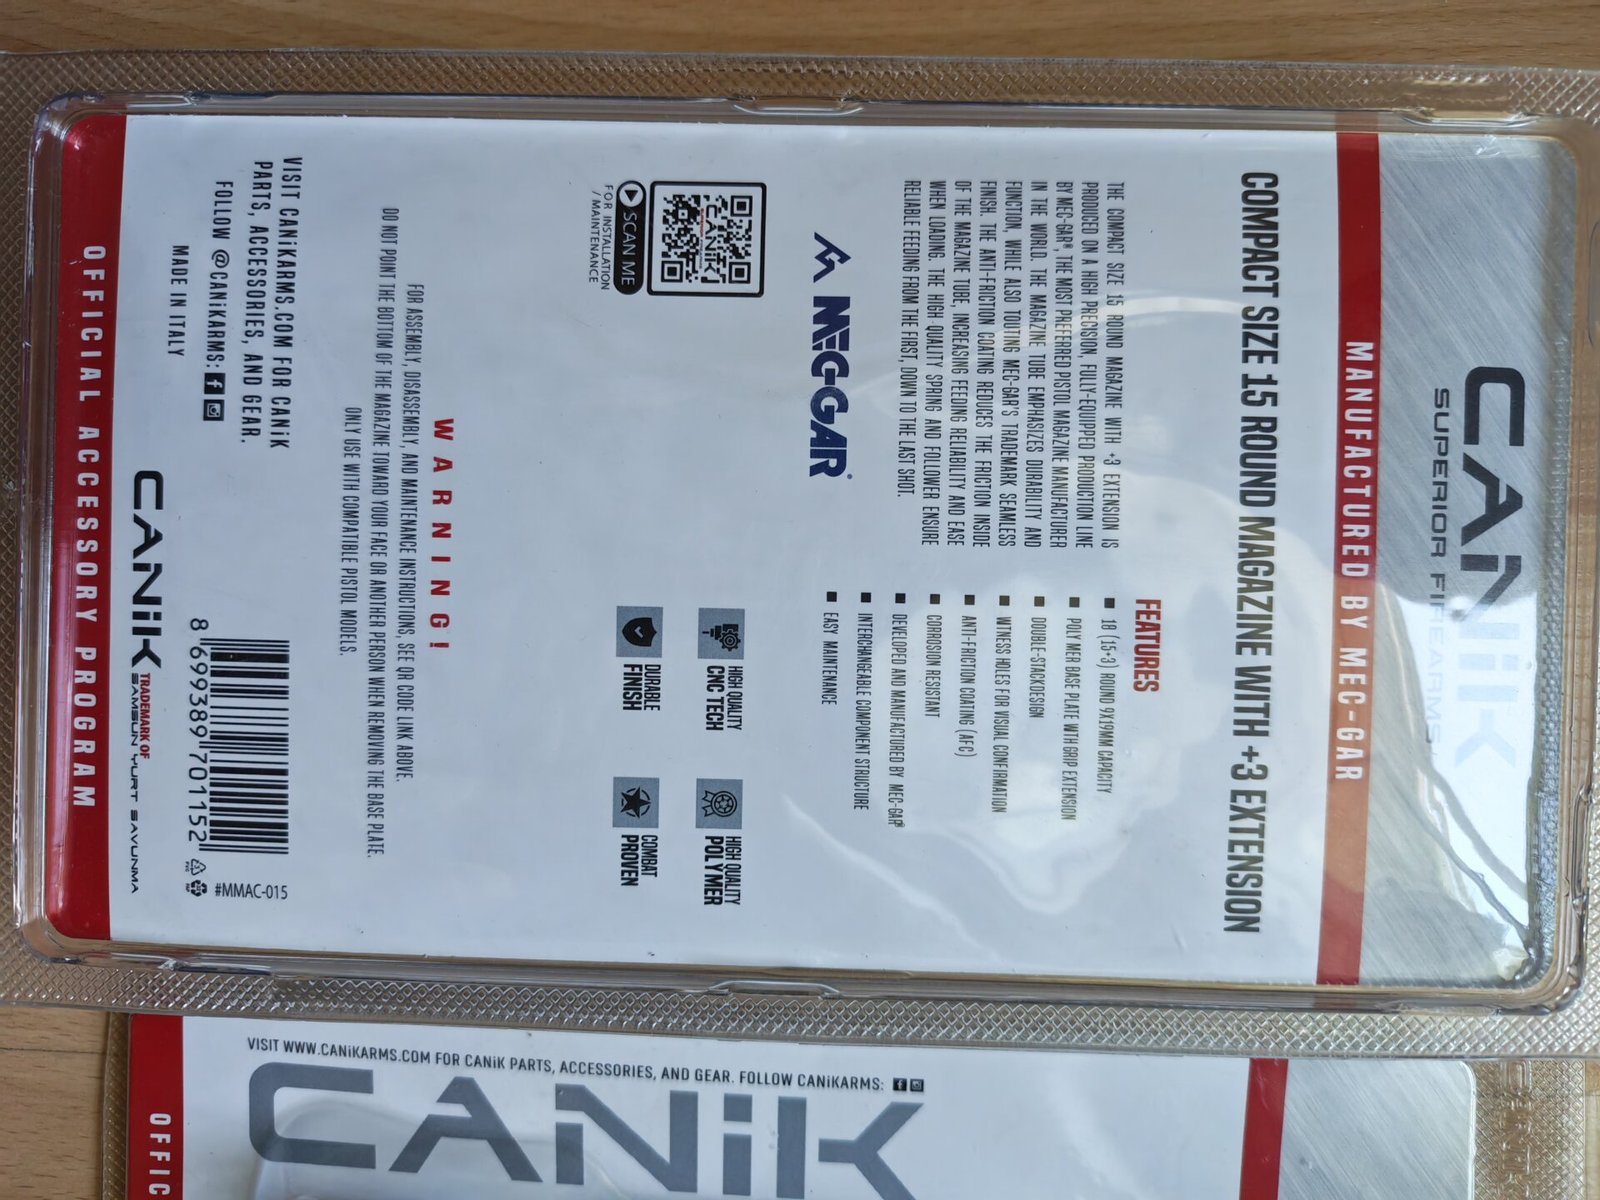 CANiK
SUPERIOR FIREARMS
MANUFACTURED BY MEC-GAR
COMPACT SIZE 15 ROUND MAGAZINE WITH +3 EXTENSION
THE COMPACT SIZE 15 ROUND MAGAZINE WITH +3 EXTENSION IS
PRODUCED ON A HIGH PRECISION, FULLY-EQUIPPED PRODUCTION LINE
BY MEC-GAR®, THE MOST PREFERRED PISTOL MAGAZINE MANUFACTURER
IN THE WORLD. THE MAGAZINE TUBE EMPHASIZES DURABILITY AND
FUNCTION, WHILE ALSO TOUTING MEC-GAR'S TRADEMARK SEAMLESS
FINISH. THE ANTI-FRICTION COATING REDUCES THE FRICTION INSIDE
OF THE MAGAZINE TUBE, INCREASING FEEDING RELIABILITY AND EASE
WHEN LOADING. THE HIGH QUALITY SPRING AND FOLLOWER ENSURE
RELIABLE FEEDING FROM THE FIRST, DOWN TO THE LAST SHOT.
FEATURES
■ 18 (15+3) ROUND 9X19MM CAPACITY
■ POLYMER BASE PLATE WITH GRIP EXTENSION
■ DOUBLE-STACKDESIGN
■ WITNESS HOLES FOR VISUAL CONFIRMATION
■ ANTI-FRICTION COATING (AFC)
■ CORROSION RESISTANT
■ DEVELOPED AND MANUFACTURED BY MEC-GAR®
■ INTERCHANGEABLE COMPONENT STRUCTURE
■ EASY MAINTENANCE
MEC-GAR®
CANiK
SCAN ME
FOR INSTALLATION
/ MAINTENANCE
HIGH QUALITY
CNC TECH
HIGH QUALITY
POLYMER
DURABLE
FINISH
COMBAT
PROVEN
WARNING!
FOR ASSEMBLY, DISASSEMBLY, AND MAINTENANCE INSTRUCTIONS, SEE QR CODE LINK ABOVE.
DO NOT POINT THE BOTTOM OF THE MAGAZINE TOWARD YOUR FACE OR ANOTHER PERSON WHEN REMOVING THE BASE PLATE.
ONLY USE WITH COMPATIBLE PISTOL MODELS.
VISIT CANiKARMS.COM FOR CANiK
PARTS, ACCESSORIES, AND GEAR.
FOLLOW @CANiKARMS:
MADE IN ITALY
8 699389 701152
#MMAC-015
CANiK
TRADEMARK OF
SAMSUN YURT SAVUNMA
OFFICIAL ACCESSORY PROGRAM
VISIT WWW.CANiKARMS.COM FOR CANiK PARTS, ACCESSORIES, AND GEAR. FOLLOW CANiKARMS:
CANiK
OFFIC